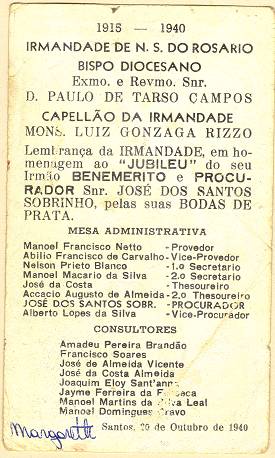 1915 — 1940
IRMANDADE DE N. S. DO ROSARIO
BISPO DIOCESANO
Exmo. e Revmo. Snr.
D. PAULO DE TARSO CAMPOS
CAPELLÃO DA IRMANDADE
MONS. LUIZ GONZAGA RIZZO
Lembrança da IRMANDADE, em ho-
menagem ao "JUBILEU" do seu
Irmão BENEMERITO e PROCU-
RADOR Snr. JOSÉ DOS SANTOS
SOBRINHO, pelas suas BODAS DE
PRATA.
MESA ADMINISTRATIVA
Manoel Francisco Netto - Provedor
Abilio Francisco de Carvalho - Vice-Provedor
Nelson Prieto Blanco - 1.o Secretario
Manoel Macario da Silva - 2.o Secretario
José da Costa - Thesoureiro
Accacio Augusto de Almeida - 2.o Thesoureiro
JOSÉ DOS SANTOS SOBR. - PROCURADOR
Alberto Lopes da Silva - Vice-Procurador
CONSULTORES
Amadeu Pereira Brandão
Francisco Soares
José de Almeida Vicente
José da Costa Almeida
Joaquim Eloy Sant'anna
Jayme Ferreira da Fonseca
Manoel Martins da Silva Leal
Manoel Domingues Cravo
Santos, 20 de Outubro de 1940